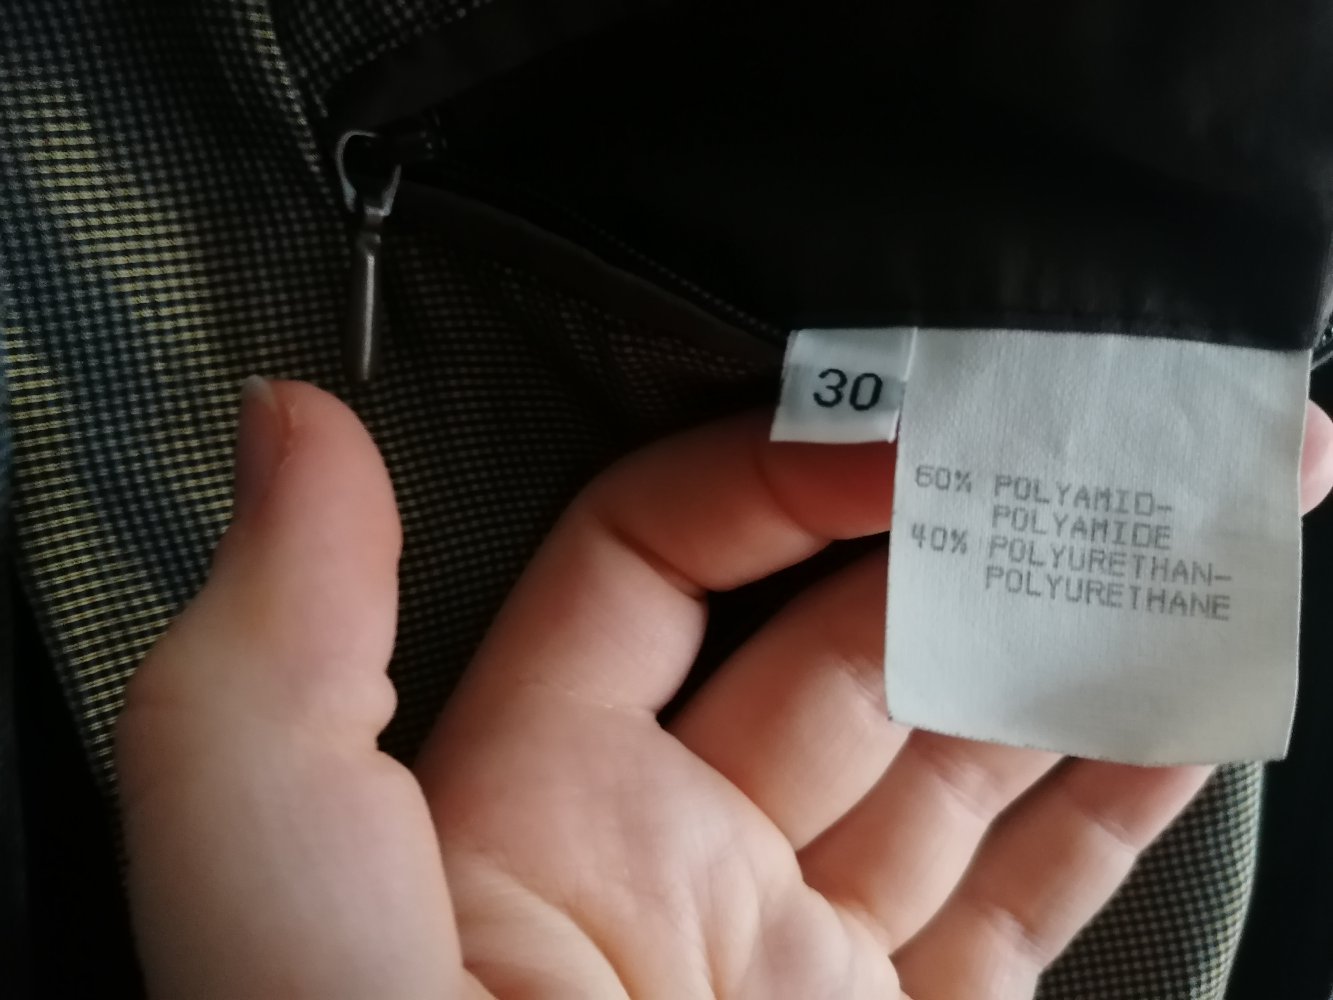 30
60% POLYAMID-
POLYAMIDE
40% POLYURETHAN-
POLYURETHANE